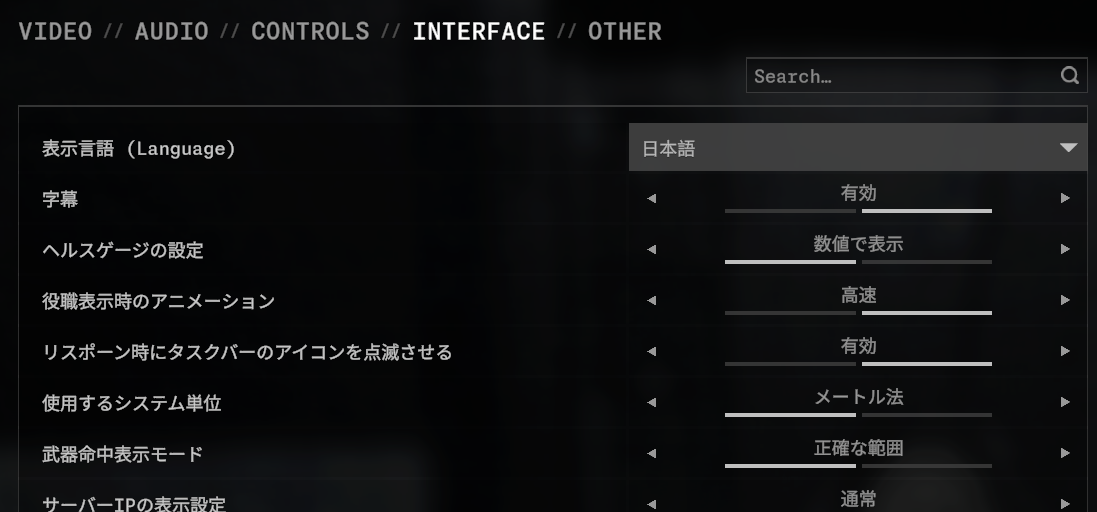 VIDEO // AUDIO // CONTROLS // INTERFACE // OTHER
Search…
表示言語 (Language) 日本語
字幕 有効
ヘルスゲージの設定 数値で表示
役職表示時のアニメーション 高速
リスポーン時にタスクバーのアイコンを点滅させる 有効
使用するシステム単位 メートル法
武器命中表示モード 正確な範囲
サーバーIPの表示設定 通常